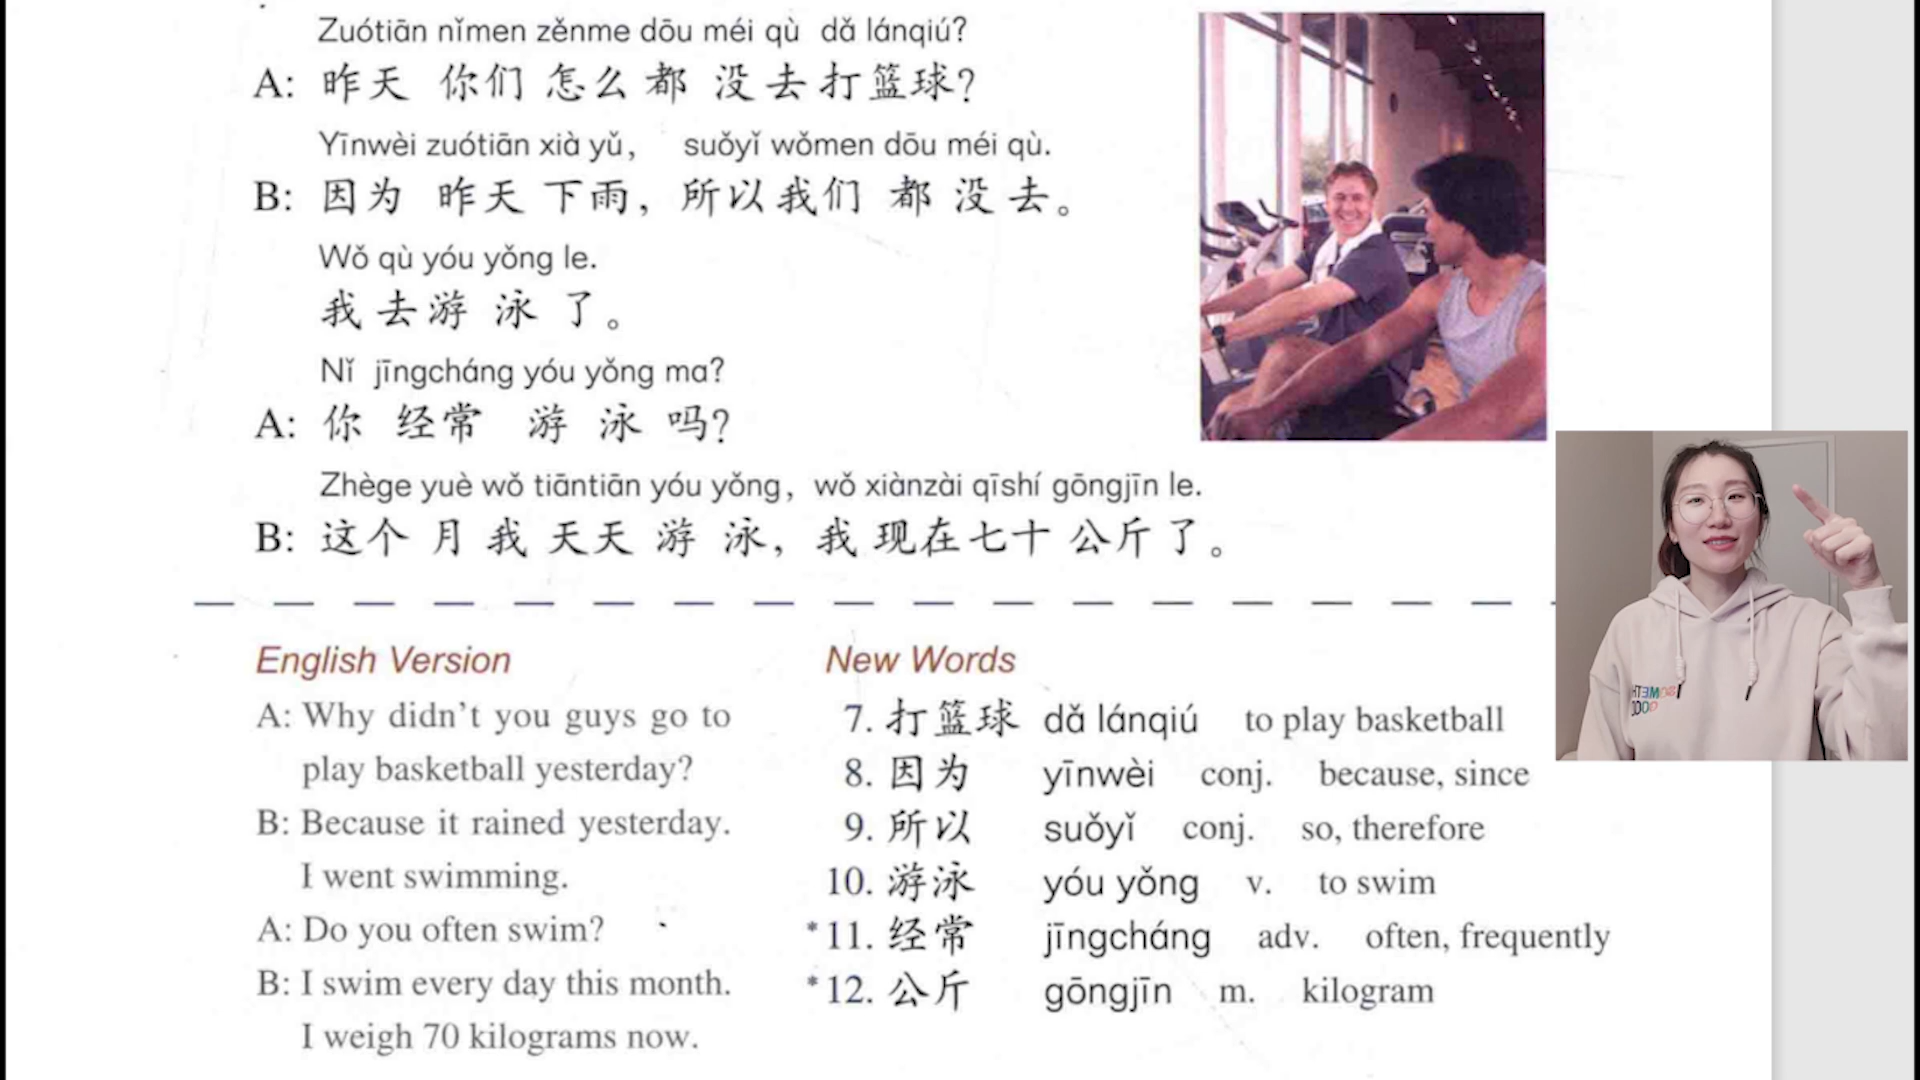 Zuótiān nǐmen zěnme dōu méi qù dǎ lánqiú?
A: 昨天 你们 怎么 都 没 去 打 篮球?
Yīnwèi zuótiān xià yǔ, suǒyǐ wǒmen dōu méi qù.
B: 因为 昨天 下雨, 所以我们 都 没 去。
Wǒ qù yóu yǒng le.
我 去 游 泳 了。
Nǐ jīngcháng yóu yǒng ma?
A: 你 经常 游 泳 吗?
Zhège yuè wǒ tiāntiān yóu yǒng, wǒ xiànzài qīshí gōngjīn le.
B: 这个 月 我 天天 游 泳, 我 现在七十 公斤 了。
English Version
A: Why didn't you guys go to
play basketball yesterday?
B: Because it rained yesterday.
I went swimming.
A: Do you often swim?
B: I swim every day this month.
I weigh 70 kilograms now.
New Words
7. 打篮球 dǎ lánqiú to play basketball
8. 因为 yīnwèi conj. because, since
9. 所以 suǒyǐ conj. so, therefore
10. 游泳 yóu yǒng v. to swim
*11. 经常 jīngcháng adv. often, frequently
*12. 公斤 gōngjīn m. kilogram